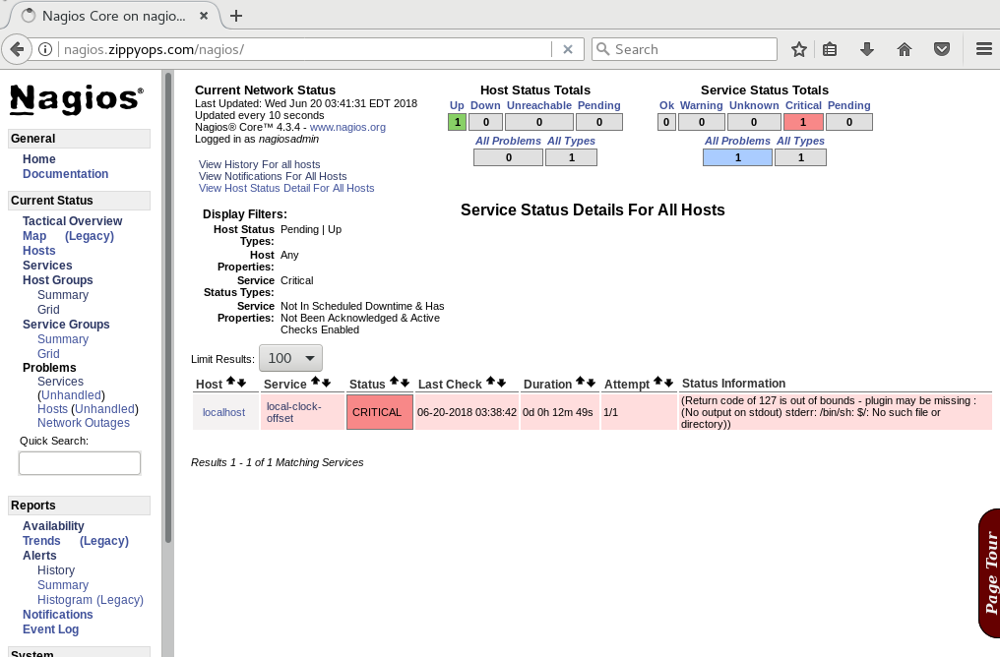 Nagios Core on nagio...
nagios.zippyops.com/nagios/
Search
Nagios®
General
Home
Documentation
Current Status
Tactical Overview
Map (Legacy)
Hosts
Services
Host Groups
Summary
Grid
Service Groups
Summary
Grid
Problems
Services
(Unhandled)
Hosts (Unhandled)
Network Outages
Quick Search:
Reports
Availability
Trends (Legacy)
Alerts
History
Summary
Histogram (Legacy)
Notifications
Event Log
System
Current Network Status
Last Updated: Wed Jun 20 03:41:31 EDT 2018
Updated every 10 seconds
Nagios® Core™ 4.3.4 - www.nagios.org
Logged in as nagiosadmin
View History For all hosts
View Notifications For All Hosts
View Host Status Detail For All Hosts
Host Status Totals
Up Down Unreachable Pending
1 0 0 0
All Problems All Types
0 1
Service Status Totals
Ok Warning Unknown Critical Pending
0 0 0 1 0
All Problems All Types
1 1
Service Status Details For All Hosts
Display Filters:
Host Status Pending | Up
Types:
Host Any
Properties:
Service Critical
Status Types:
Service Not In Scheduled Downtime & Has
Properties: Not Been Acknowledged & Active
Checks Enabled
Limit Results: 100
Host Service Status Last Check Duration Attempt Status Information
localhost local-clock-offset CRITICAL 06-20-2018 03:38:42 0d 0h 12m 49s 1/1 (Return code of 127 is out of bounds - plugin may be missing :
(No output on stdout) stderr: /bin/sh: $/: No such file or
directory))
Results 1 - 1 of 1 Matching Services
Page Tour